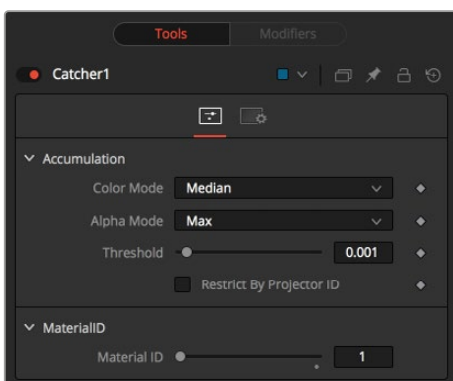 Tools Modifiers
Catcher1
Accumulation
Color Mode Median
Alpha Mode Max
Threshold 0.001
Restrict By Projector ID
MaterialID
Material ID 1